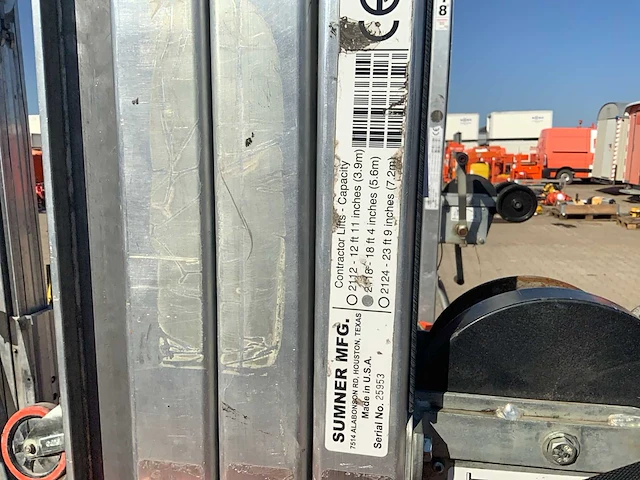 CE
Contractor Lifts - Capacity
2112 - 12 ft 11 inches (3.9m)
2118 - 18 ft 4 inches (5.6m)
2124 - 23 ft 9 inches (7.2m)
SUMNER MFG.
7514 ALABONSON RD, HOUSTON, TEXAS
Made in U.S.A.
Serial No. 25953
8